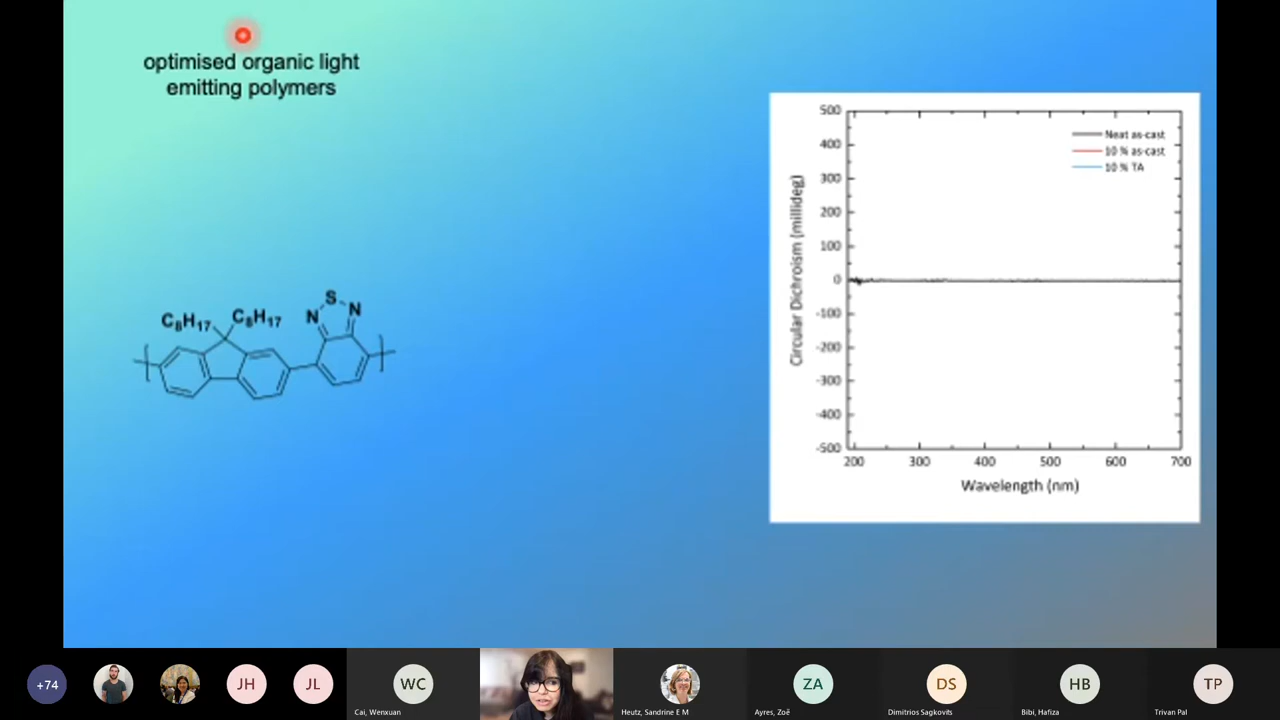 optimised organic light
emitting polymers
C8H17
C8H17
N
S
N
500
400
300
200
100
0
-100
-200
-300
-400
-500
Circular Dichroism (millideg)
Neat as-cast
10 % as-cast
10 % TA
200 300 400 500 600 700
Wavelength (nm)
+74
JH
JL
WC
ZA
DS
HB
TP
Cai, Wenxuan
Heutz, Sandrine E M
Ayres, Zoë
Dimitrios Sagkovits
Bibi, Hafiza
Trivan Pal